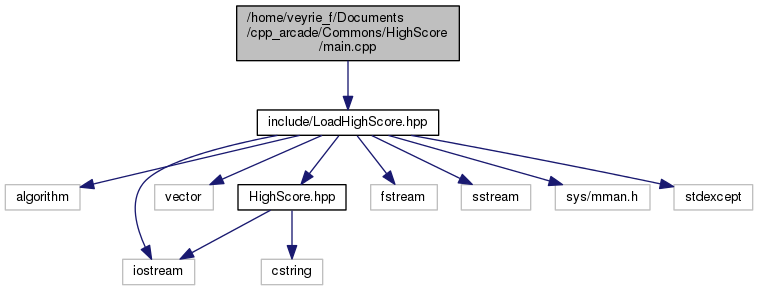 /home/veyrie_f/Documents
/cpp_arcade/Commons/HighScore
/main.cpp
include/LoadHighScore.hpp
algorithm
vector
HighScore.hpp
fstream
sstream
sys/mman.h
stdexcept
iostream
cstring